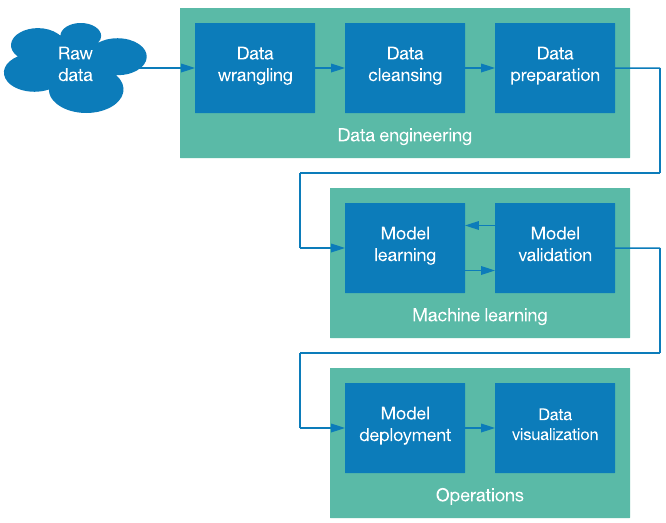 Raw
data
Data
wrangling
Data
cleansing
Data
preparation
Data engineering
Model
learning
Model
validation
Machine learning
Model
deployment
Data
visualization
Operations